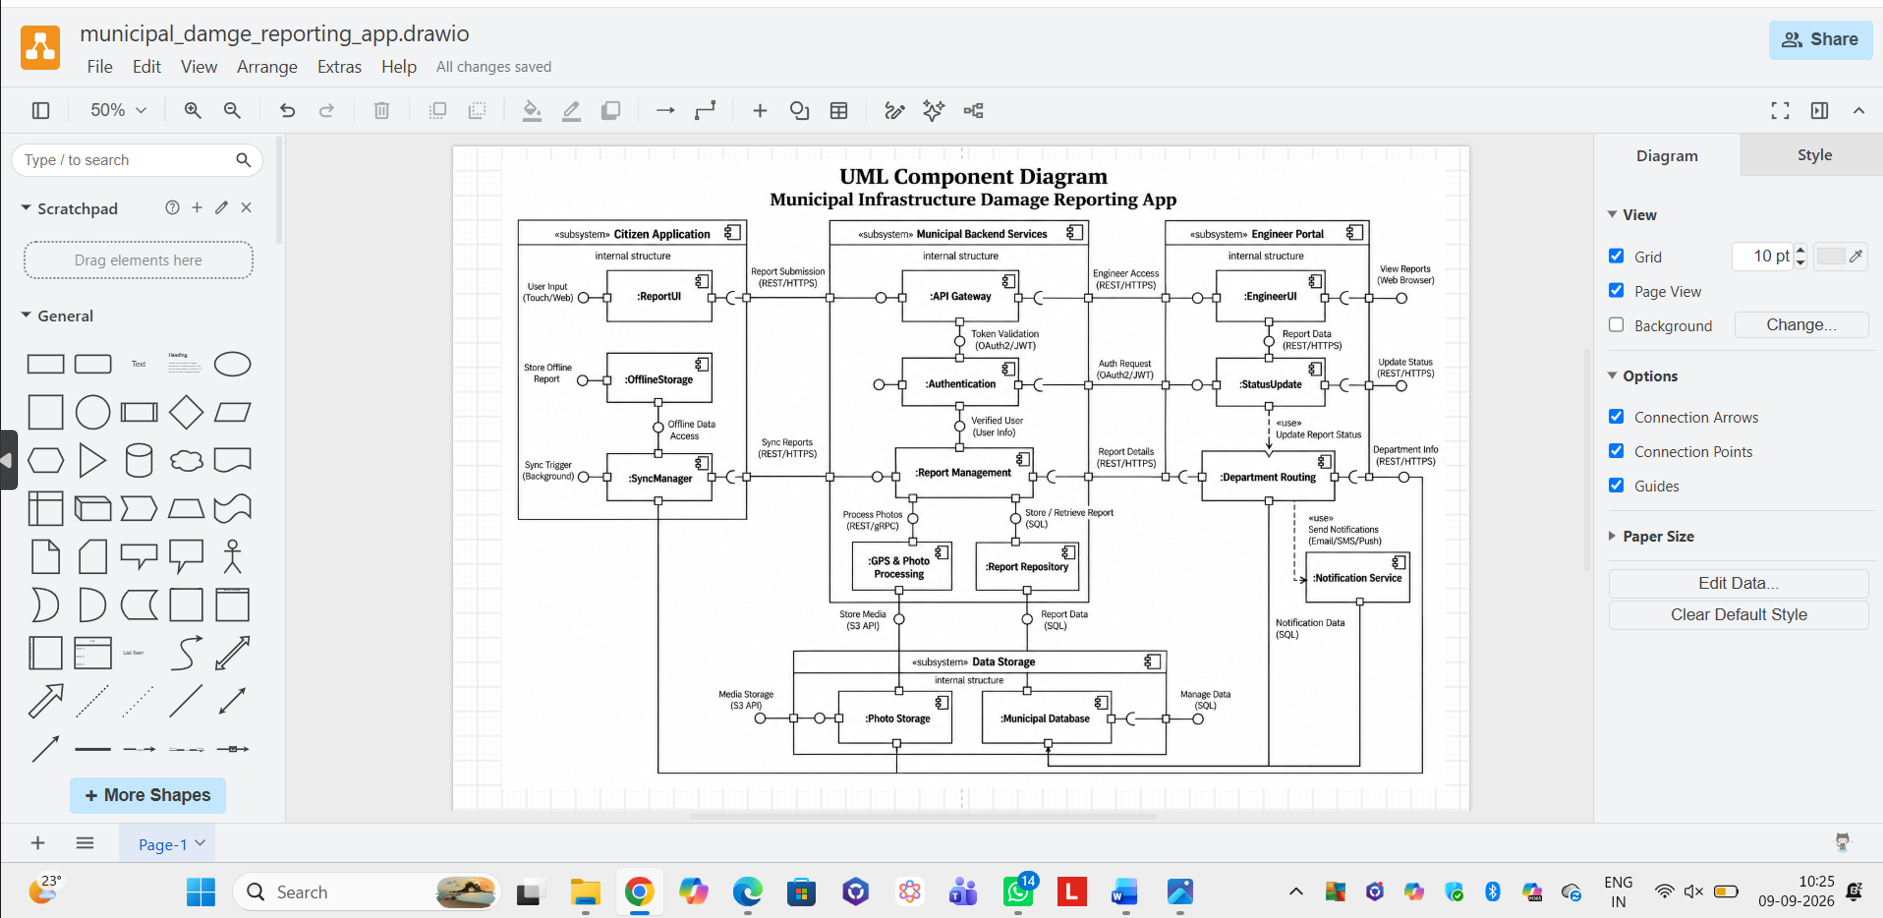 municipal_damge_reporting_app.drawio
File Edit View Arrange Extras Help All changes saved
Share
50%
Type / to search
Scratchpad
Drag elements here
General
Text
Heading
List Item
+ More Shapes
UML Component Diagram
Municipal Infrastructure Damage Reporting App
«subsystem» Citizen Application
internal structure
User Input
(Touch/Web)
:ReportUI
Store Offline
Report
:OfflineStorage
Offline Data
Access
Sync Trigger
(Background)
:SyncManager
Report Submission
(REST/HTTPS)
Sync Reports
(REST/HTTPS)
«subsystem» Municipal Backend Services
internal structure
:API Gateway
Token Validation
(OAuth2/JWT)
:Authentication
Verified User
(User Info)
:Report Management
Process Photos
(REST/gRPC)
Store / Retrieve Report
(SQL)
:GPS & Photo
Processing
:Report Repository
Store Media
(S3 API)
Report Data
(SQL)
Engineer Access
(REST/HTTPS)
Auth Request
(OAuth2/JWT)
Report Details
(REST/HTTPS)
«subsystem» Engineer Portal
internal structure
:EngineerUI
View Reports
(Web Browser)
Report Data
(REST/HTTPS)
:StatusUpdate
Update Status
(REST/HTTPS)
«use»
Update Report Status
:Department Routing
Department Info
(REST/HTTPS)
«use»
Send Notifications
(Email/SMS/Push)
:Notification Service
Notification Data
(SQL)
«subsystem» Data Storage
internal structure
Media Storage
(S3 API)
:Photo Storage
:Municipal Database
Manage Data
(SQL)
Diagram Style
View
Grid 10 pt
Page View
Background Change...
Options
Connection Arrows
Connection Points
Guides
Paper Size
Edit Data...
Clear Default Style
Page-1
23°
Search
14
L
ENG
IN
10:25
09-09-2026